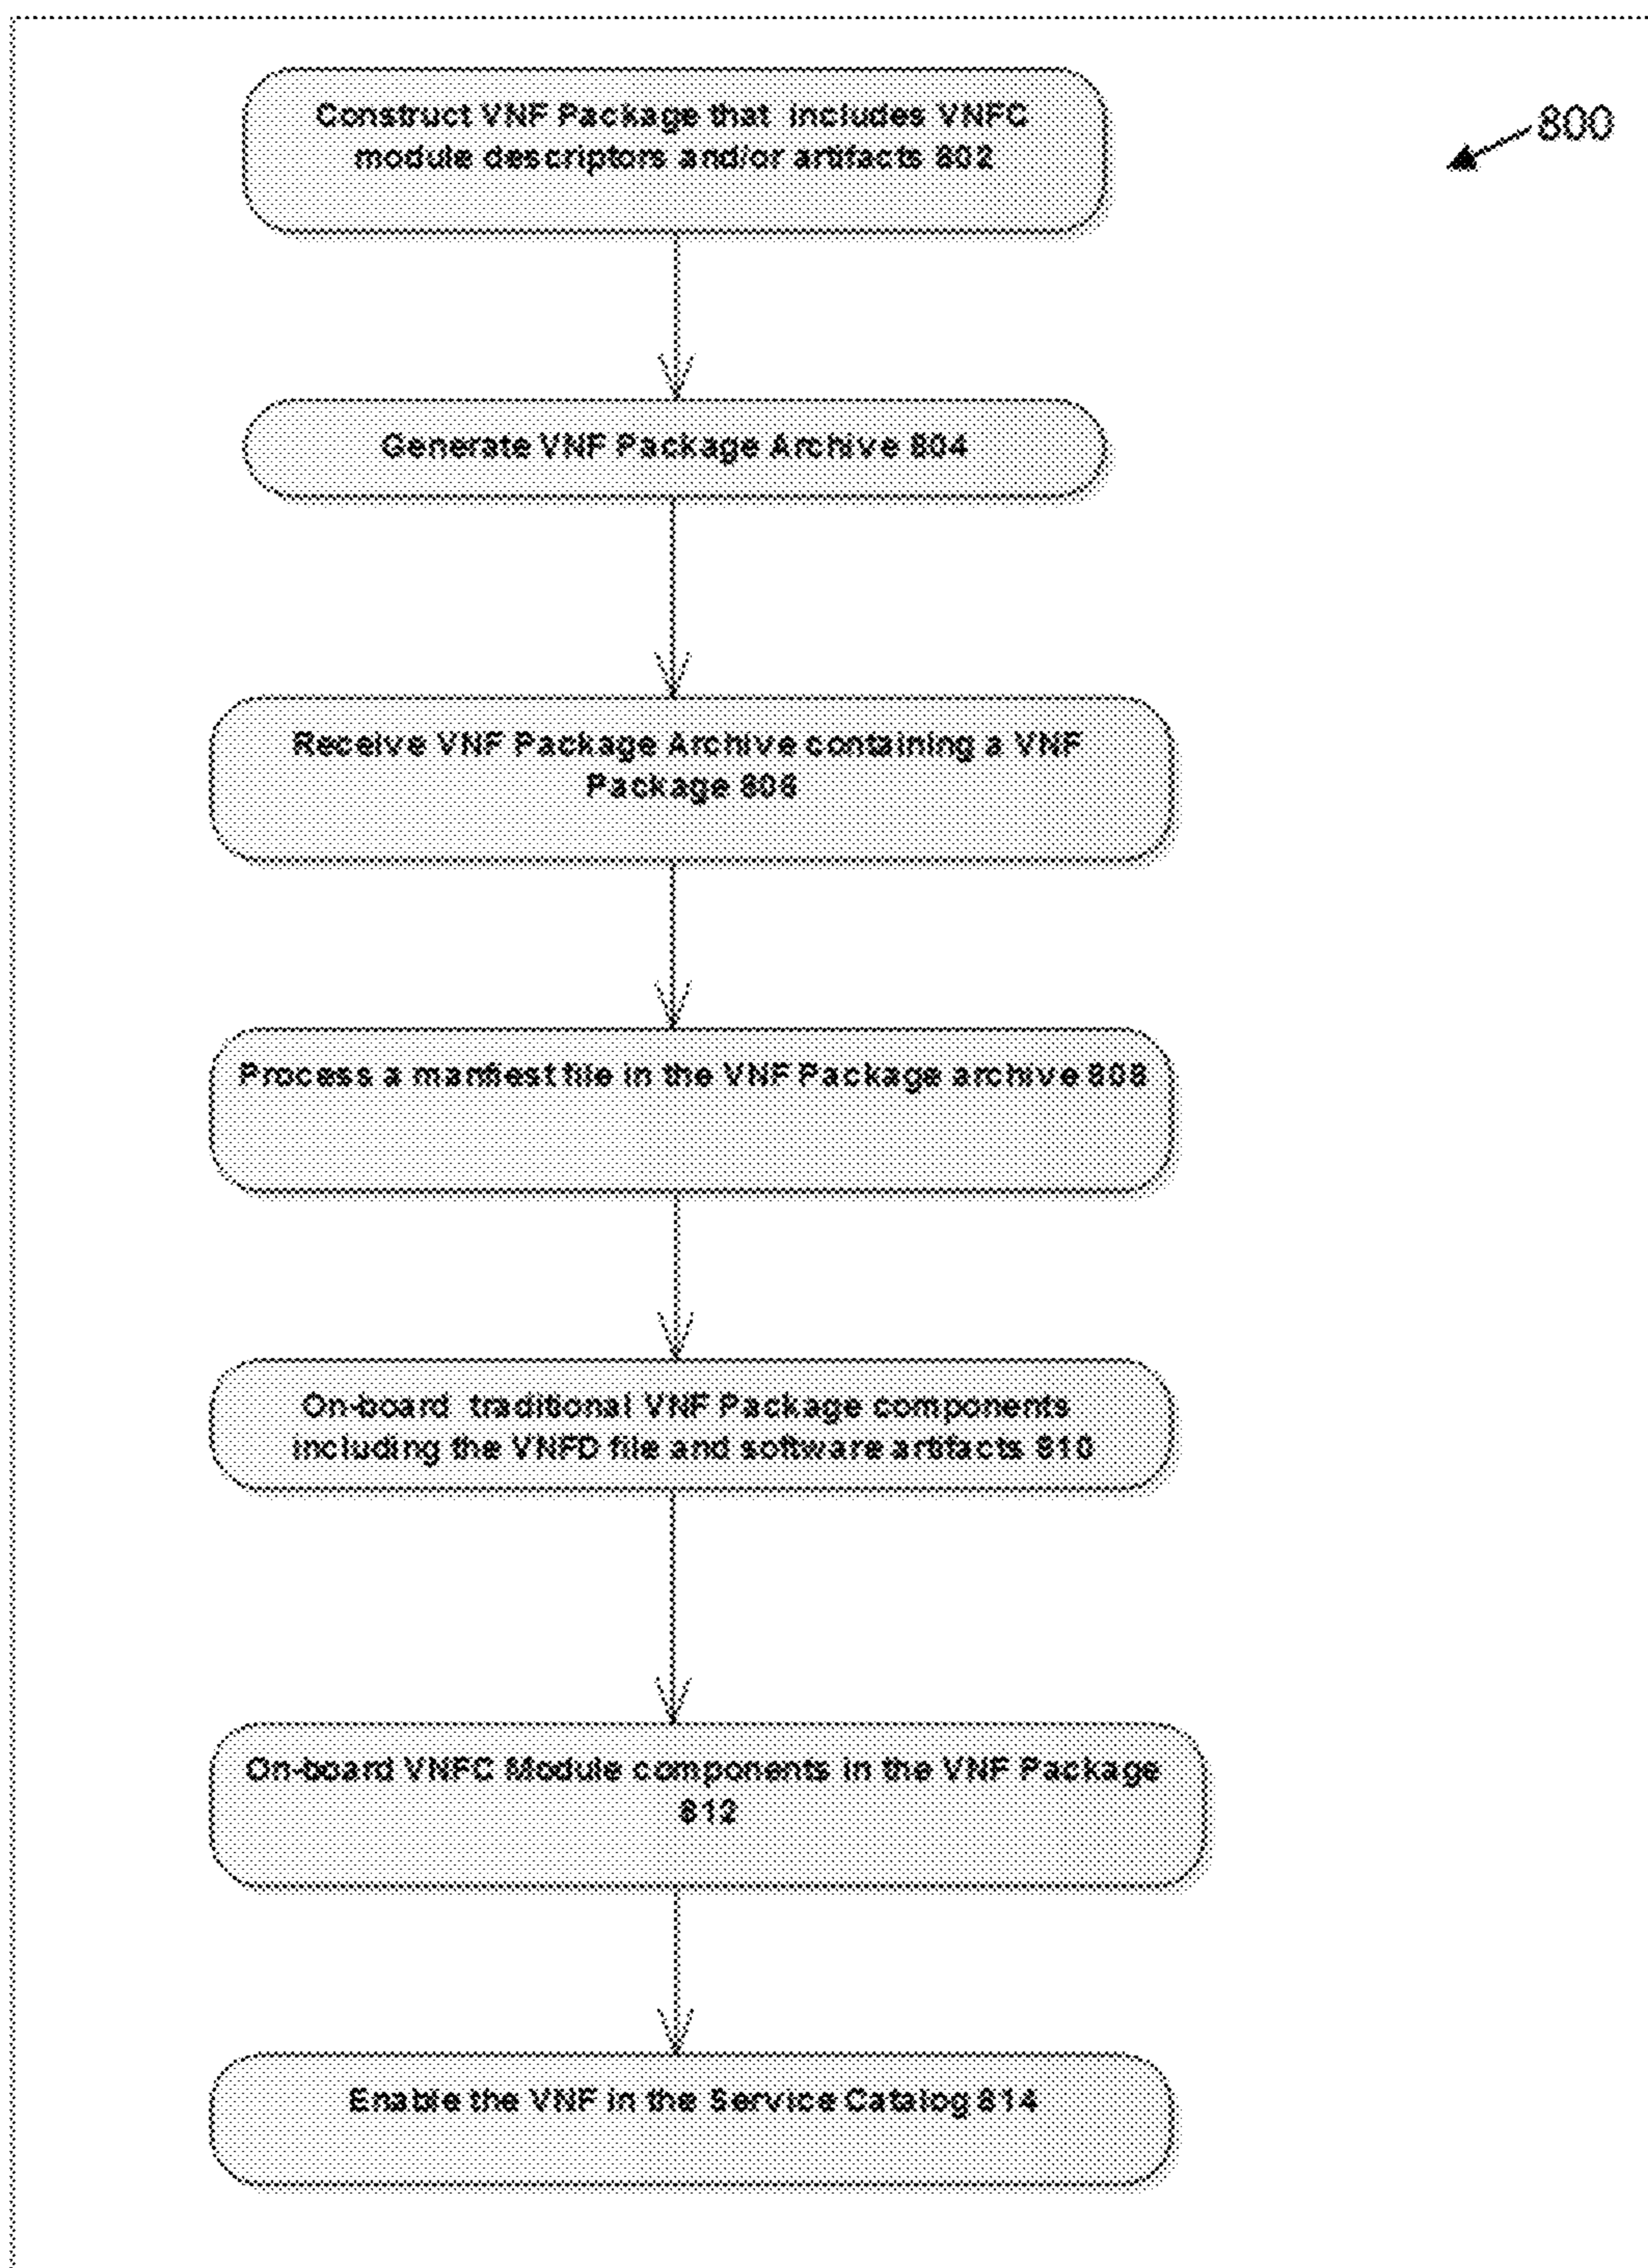 800
Construct VNF Package that includes VNFC
module descriptors and/or artifacts 802
Generate VNF Package Archive 804
Receive VNF Package Archive containing a VNF
Package 806
Process a manfiest file in the VNF Package archive 808
On-board traditional VNF Package components
including the VNFD file and software artifacts 810
On-board VNFC Module components in the VNF Package
812
Enable the VNF in the Service Catalog 814